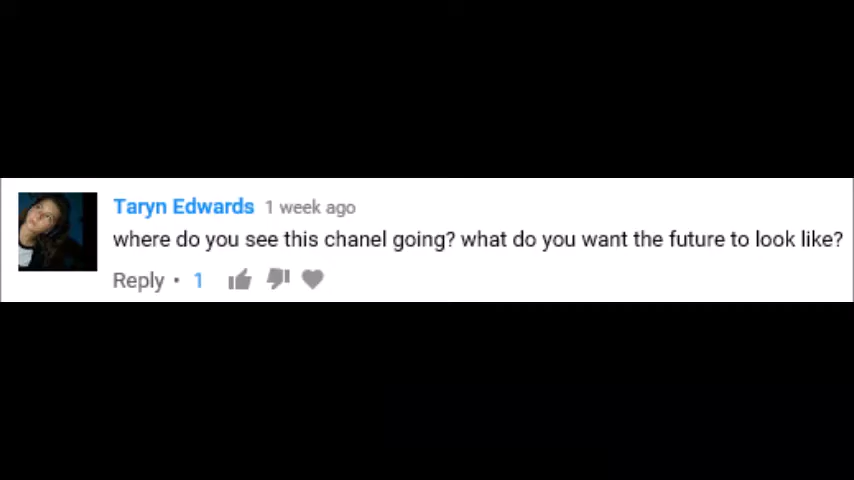 Taryn Edwards 1 week ago
where do you see this chanel going? what do you want the future to look like?
Reply • 1